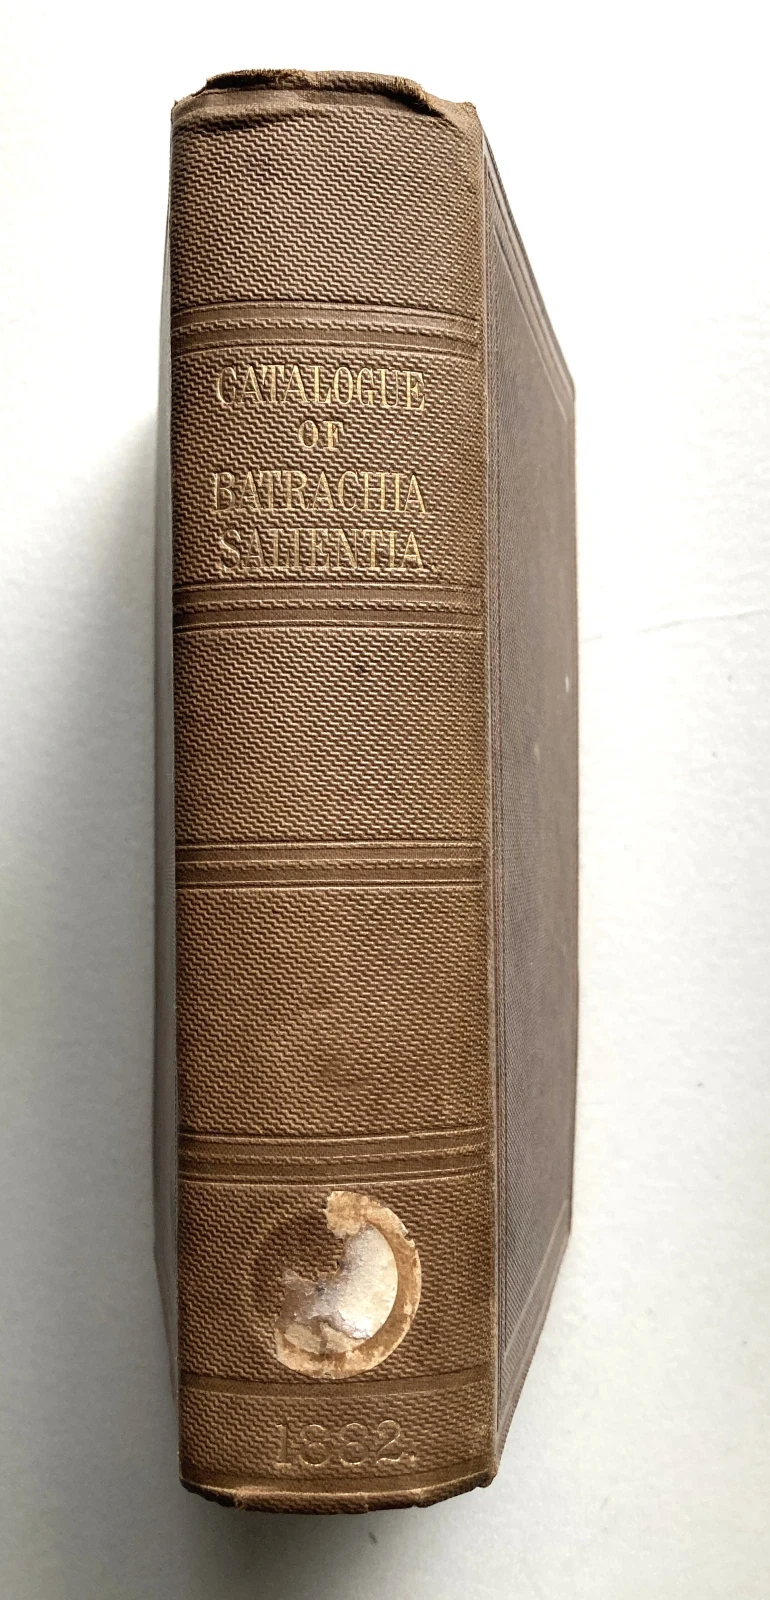 CATALOGUE
OF
BATRACHIA
SALIENTIA.
1882.